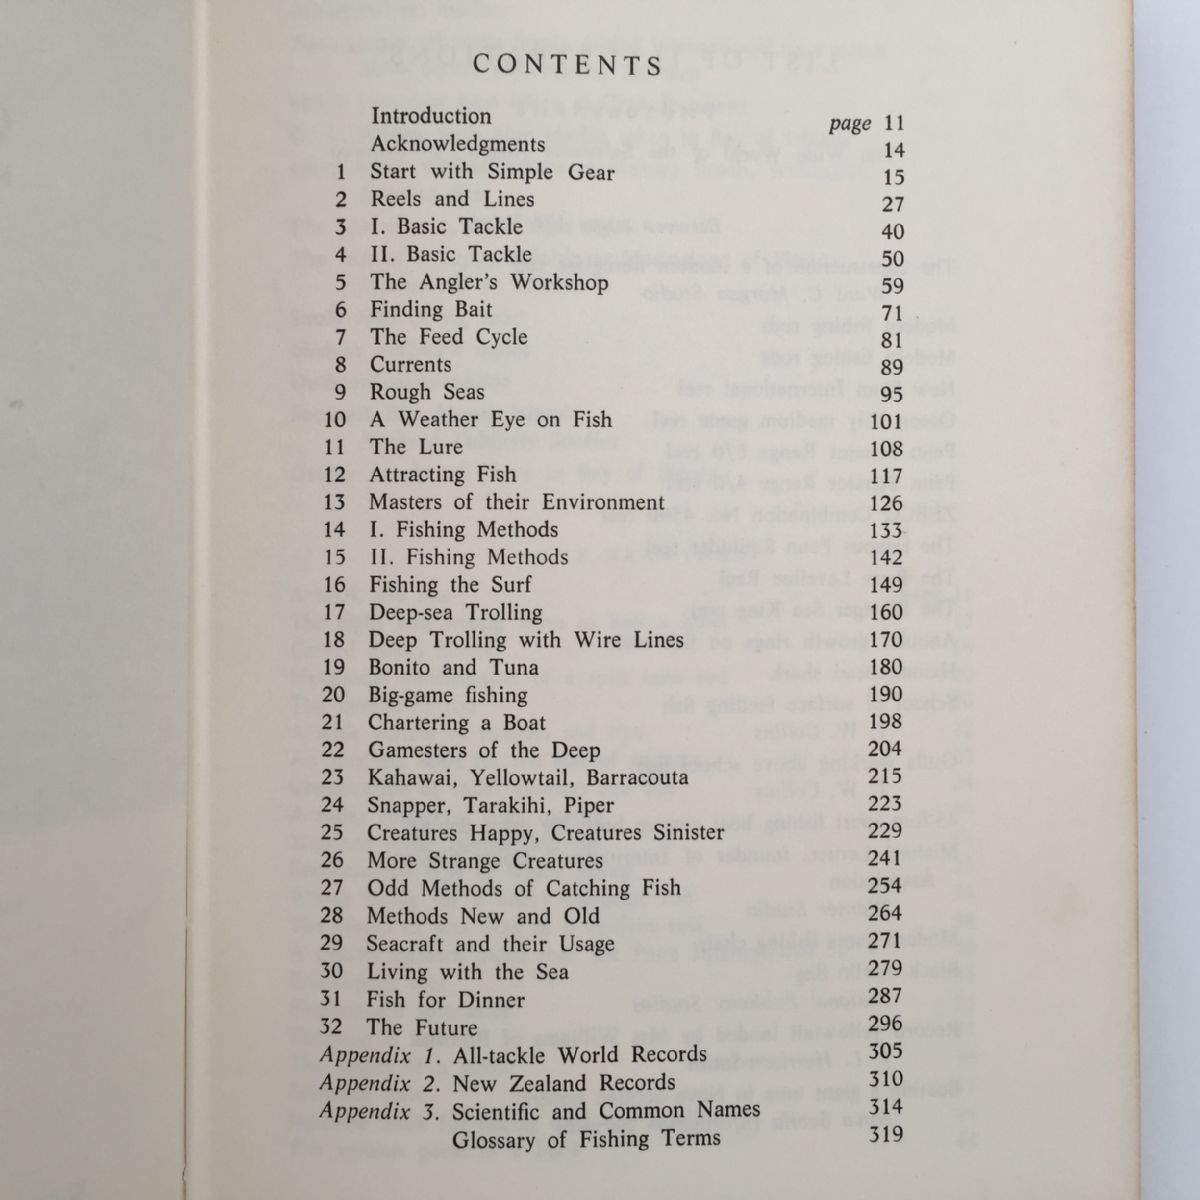 CONTENTS
Introduction page 11
Acknowledgments 14
1 Start with Simple Gear 15
2 Reels and Lines 27
3 I. Basic Tackle 40
4 II. Basic Tackle 50
5 The Angler's Workshop 59
6 Finding Bait 71
7 The Feed Cycle 81
8 Currents 89
9 Rough Seas 95
10 A Weather Eye on Fish 101
11 The Lure 108
12 Attracting Fish 117
13 Masters of their Environment 126
14 I. Fishing Methods 133
15 II. Fishing Methods 142
16 Fishing the Surf 149
17 Deep-sea Trolling 160
18 Deep Trolling with Wire Lines 170
19 Bonito and Tuna 180
20 Big-game fishing 190
21 Chartering a Boat 198
22 Gamesters of the Deep 204
23 Kahawai, Yellowtail, Barracouta 215
24 Snapper, Tarakihi, Piper 223
25 Creatures Happy, Creatures Sinister 229
26 More Strange Creatures 241
27 Odd Methods of Catching Fish 254
28 Methods New and Old 264
29 Seacraft and their Usage 271
30 Living with the Sea 279
31 Fish for Dinner 287
32 The Future 296
Appendix 1. All-tackle World Records 305
Appendix 2. New Zealand Records 310
Appendix 3. Scientific and Common Names 314
Glossary of Fishing Terms 319